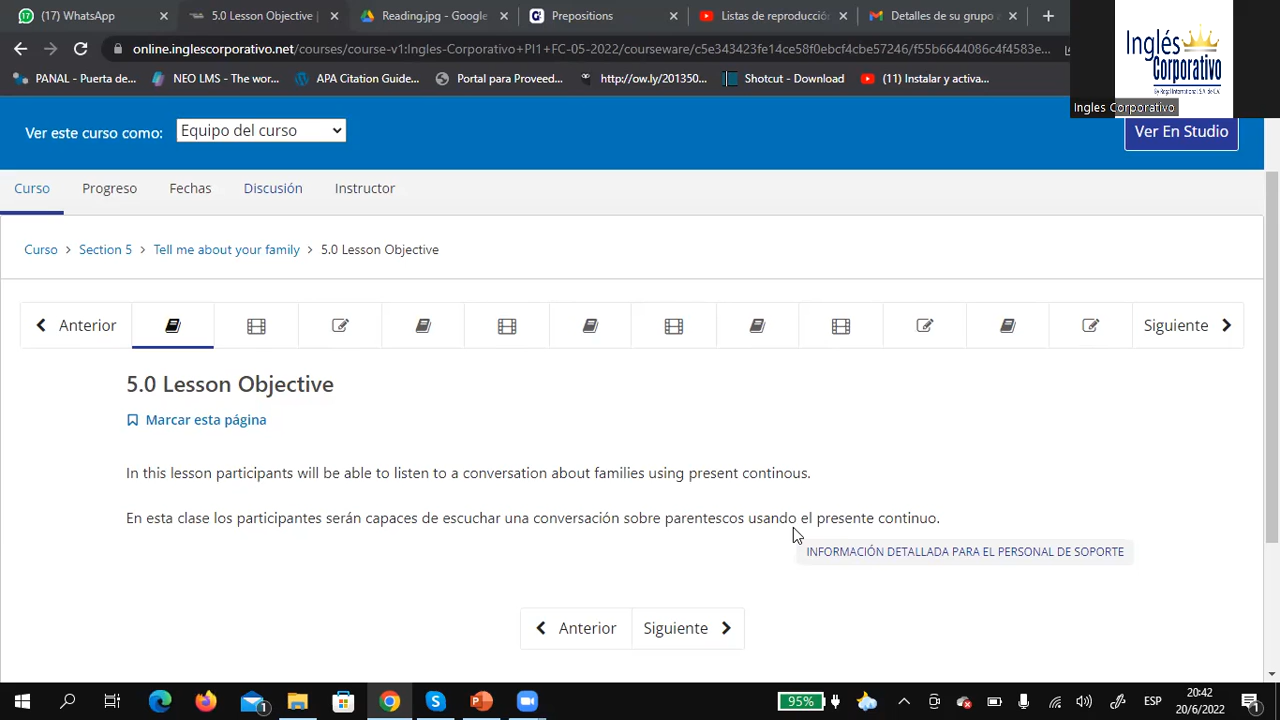 (17) WhatsApp
5.0 Lesson Objective
Reading.jpg - Google
Prepositions
Listas de reproducció
Detalles de su grupo
online.inglescorporativo.net/courses/course-v1:Ingles-Corporativo+PI1+FC-05-2022/courseware/c5e343423fe14ce58f0ebcf4cbe57246/f55b1644086c4f4583e...
PANAL - Puerta de...
NEO LMS - The wor...
APA Citation Guide...
Portal para Proveed...
http://ow.ly/201350...
Shotcut - Download
(11) Instalar y activa...
Inglés
Corporativo
Ingles Corporativo
Ver este curso como:
Equipo del curso
Ver En Studio
Curso
Progreso
Fechas
Discusión
Instructor
Curso > Section 5 > Tell me about your family > 5.0 Lesson Objective
Anterior
Siguiente
5.0 Lesson Objective
Marcar esta página
In this lesson participants will be able to listen to a conversation about families using present continous.
En esta clase los participantes serán capaces de escuchar una conversación sobre parentescos usando el presente continuo.
INFORMACIÓN DETALLADA PARA EL PERSONAL DE SOPORTE
Anterior
Siguiente
1
95%
ESP
20:42
20/6/2022
1